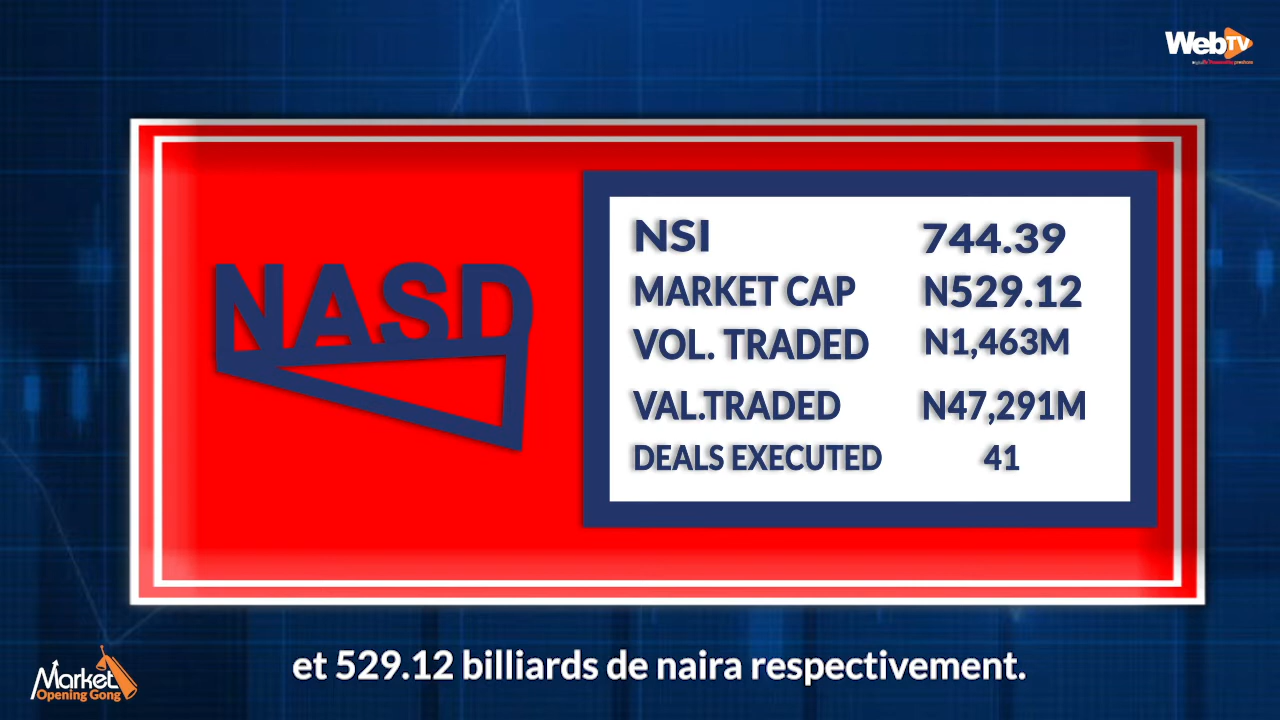 WebTV
NASD
NSI 744.39
MARKET CAP N529.12
VOL. TRADED N1,463M
VAL.TRADED N47,291M
DEALS EXECUTED 41
et 529.12 billiards de naira respectivement.
Market
Opening Gong